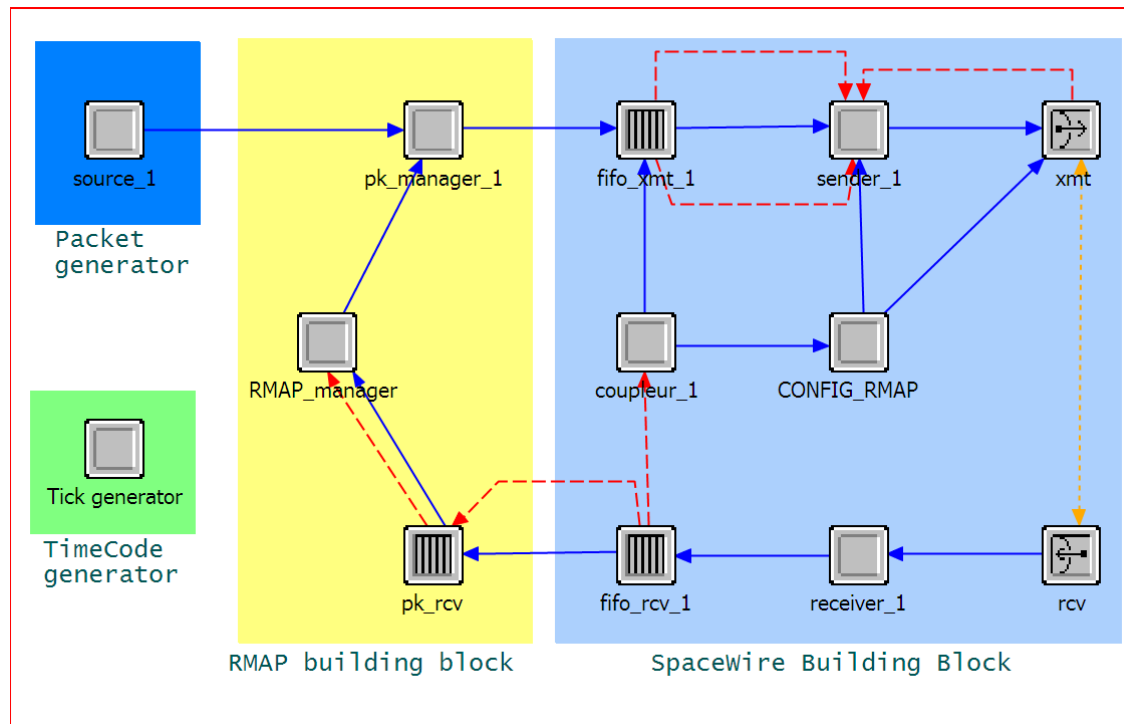 source_1
pk_manager_1
fifo_xmt_1
sender_1
xmt
Packet
generator
RMAP_manager
coupleur_1
CONFIG_RMAP
Tick generator
TimeCode
generator
pk_rcv
fifo_rcv_1
receiver_1
rcv
RMAP building block
SpaceWire Building Block